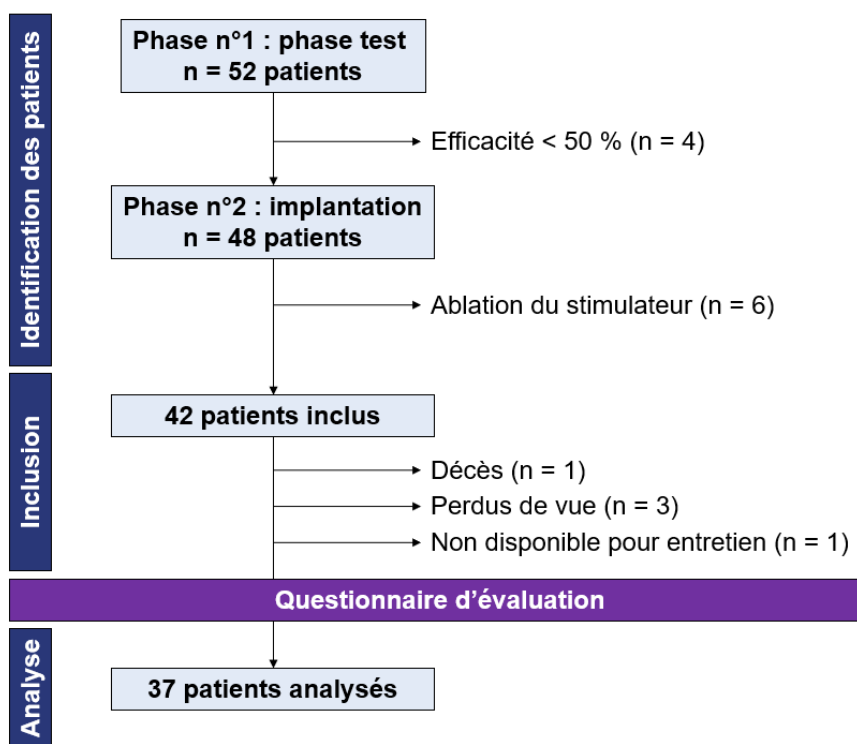 Identification des patients
Phase n°1 : phase test
n = 52 patients
Efficacité < 50 % (n = 4)
Phase n°2 : implantation
n = 48 patients
Ablation du stimulateur (n = 6)
Inclusion
42 patients inclus
Décès (n = 1)
Perdus de vue (n = 3)
Non disponible pour entretien (n = 1)
Questionnaire d’évaluation
Analyse
37 patients analysés